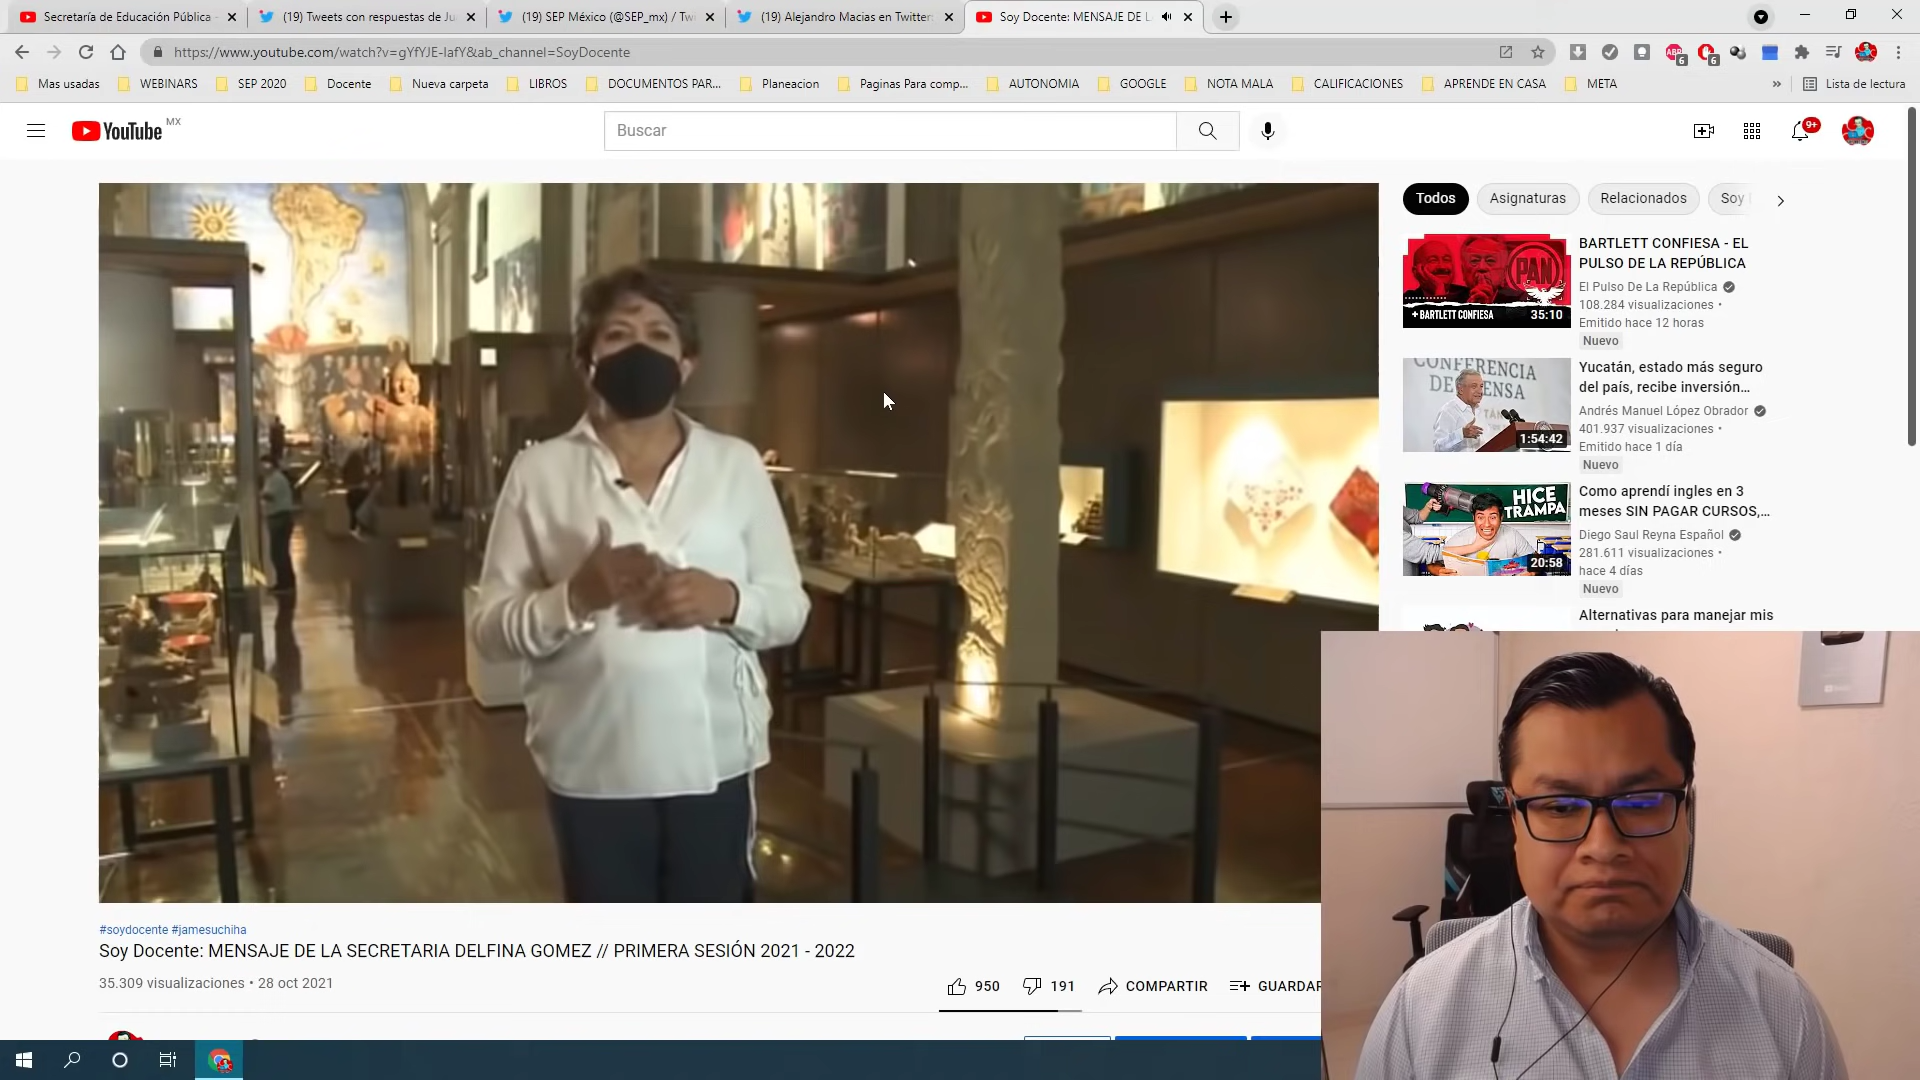 Secretaría de Educación Pública -
(19) Tweets con respuestas de Ju
(19) SEP México (@SEP_mx) / Twi
(19) Alejandro Macias en Twitter:
Soy Docente: MENSAJE DE L
https://www.youtube.com/watch?v=gYfYJE-IafY&ab_channel=SoyDocente
ABP
6
6
Mas usadas
WEBINARS
SEP 2020
Docente
Nueva carpeta
LIBROS
DOCUMENTOS PAR...
Planeacion
Paginas Para comp...
AUTONOMIA
GOOGLE
NOTA MALA
CALIFICACIONES
APRENDE EN CASA
META
»
Lista de lectura
YouTube MX
Buscar
9+
Todos
Asignaturas
Relacionados
Soy
PAN
+ BARTLETT CONFIESA
35:10
BARTLETT CONFIESA - EL
PULSO DE LA REPÚBLICA
El Pulso De La República
108.284 visualizaciones •
Emitido hace 12 horas
Nuevo
CONFERENCIA
DE PRENSA
1:54:42
Yucatán, estado más seguro
del país, recibe inversión...
Andrés Manuel López Obrador
401.937 visualizaciones •
Emitido hace 1 día
Nuevo
HICE
TRAMPA
20:58
Como aprendí ingles en 3
meses SIN PAGAR CURSOS,...
Diego Saul Reyna Español
281.611 visualizaciones •
hace 4 días
Nuevo
Alternativas para manejar mis
#soydocente #jamesuchiha
Soy Docente: MENSAJE DE LA SECRETARIA DELFINA GOMEZ // PRIMERA SESIÓN 2021 - 2022
35.309 visualizaciones • 28 oct 2021
950
191
COMPARTIR
GUARDAR